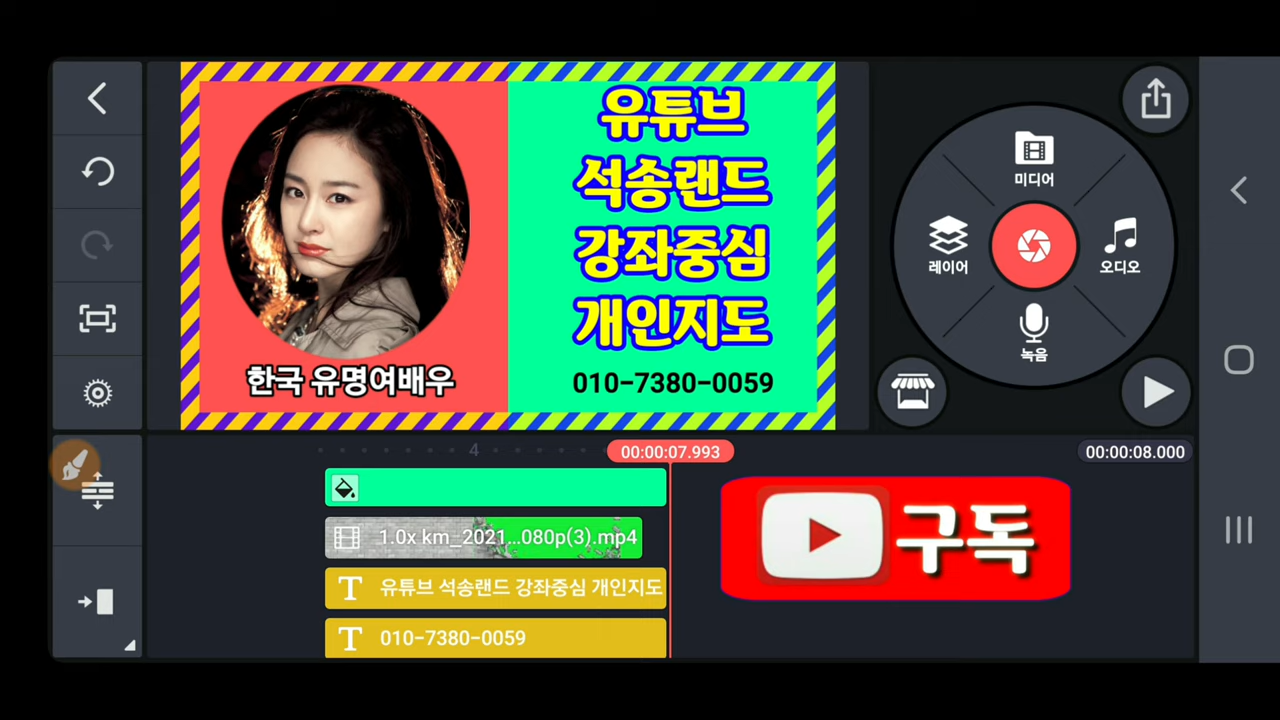 유튜브
석송랜드
강좌중심
개인지도
010-7380-0059
한국 유명여배우
미디어
레이어
오디오
녹음
4
00:00:07.993
00:00:08.000
1.0x km_2021...080p(3).mp4
유튜브 석송랜드 강좌중심 개인지도
010-7380-0059
구독